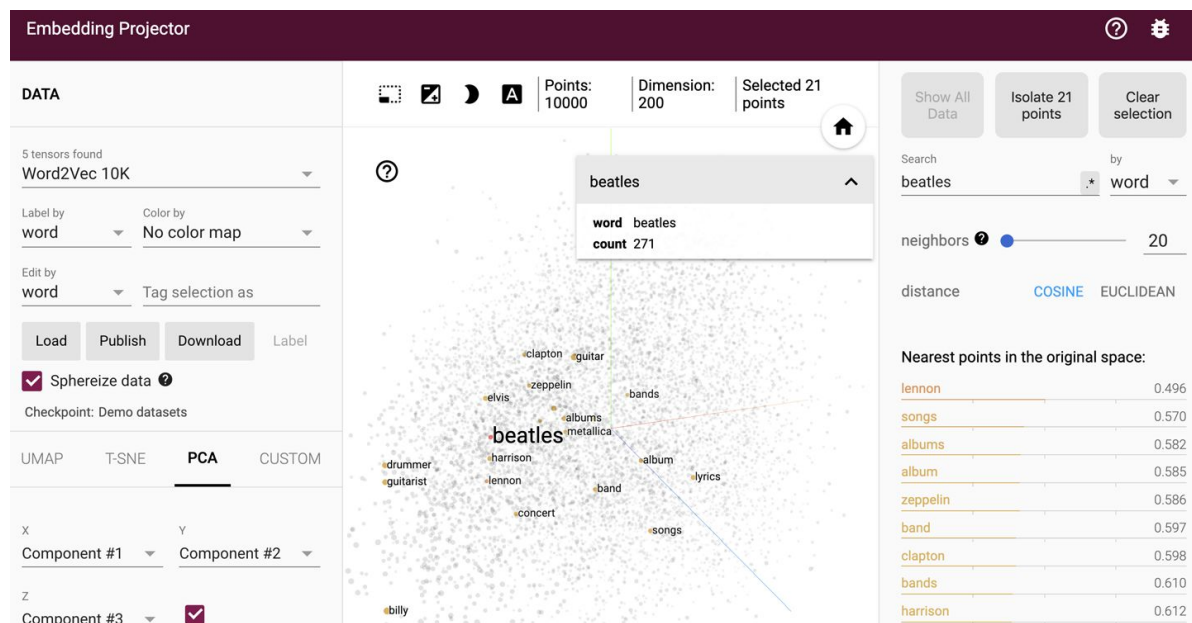 Embedding Projector
DATA
5 tensors found
Word2Vec 10K
Label by
Color by
word
No color map
Edit by
word
Tag selection as
Load
Publish
Download
Label
Sphereize data
Checkpoint: Demo datasets
UMAP
T-SNE
PCA
CUSTOM
X
Y
Component #1
Component #2
Z
Component #3
A
Points:
10000
Dimension:
200
Selected 21
points
beatles
word beatles
count 271
clapton
guitar
zeppelin
elvis
bands
albums
metallica
beatles
harrison
album
drummer
guitarist
lennon
lyrics
band
concert
songs
billy
Show All
Data
Isolate 21
points
Clear
selection
Search
by
beatles
.*
word
neighbors
20
distance
COSINE
EUCLIDEAN
Nearest points in the original space:
lennon 0.496
songs 0.570
albums 0.582
album 0.585
zeppelin 0.586
band 0.597
clapton 0.598
bands 0.610
harrison 0.612